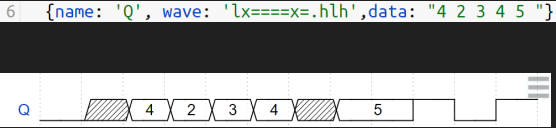 6 {name: 'Q', wave: 'lx====x=.hlh',data: "4 2 3 4 5 "}
Q 4 2 3 4 5